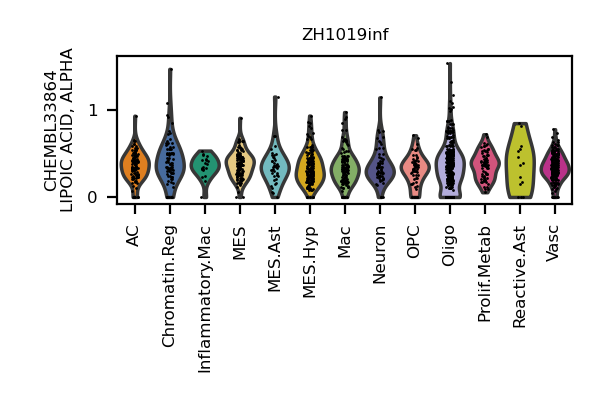 ZH1019inf
CHEMBL33864
LIPOIC ACID, ALPHA
1
0
AC
Chromatin.Reg
Inflammatory.Mac
MES
MES.Ast
MES.Hyp
Mac
Neuron
OPC
Oligo
Prolif.Metab
Reactive.Ast
Vasc